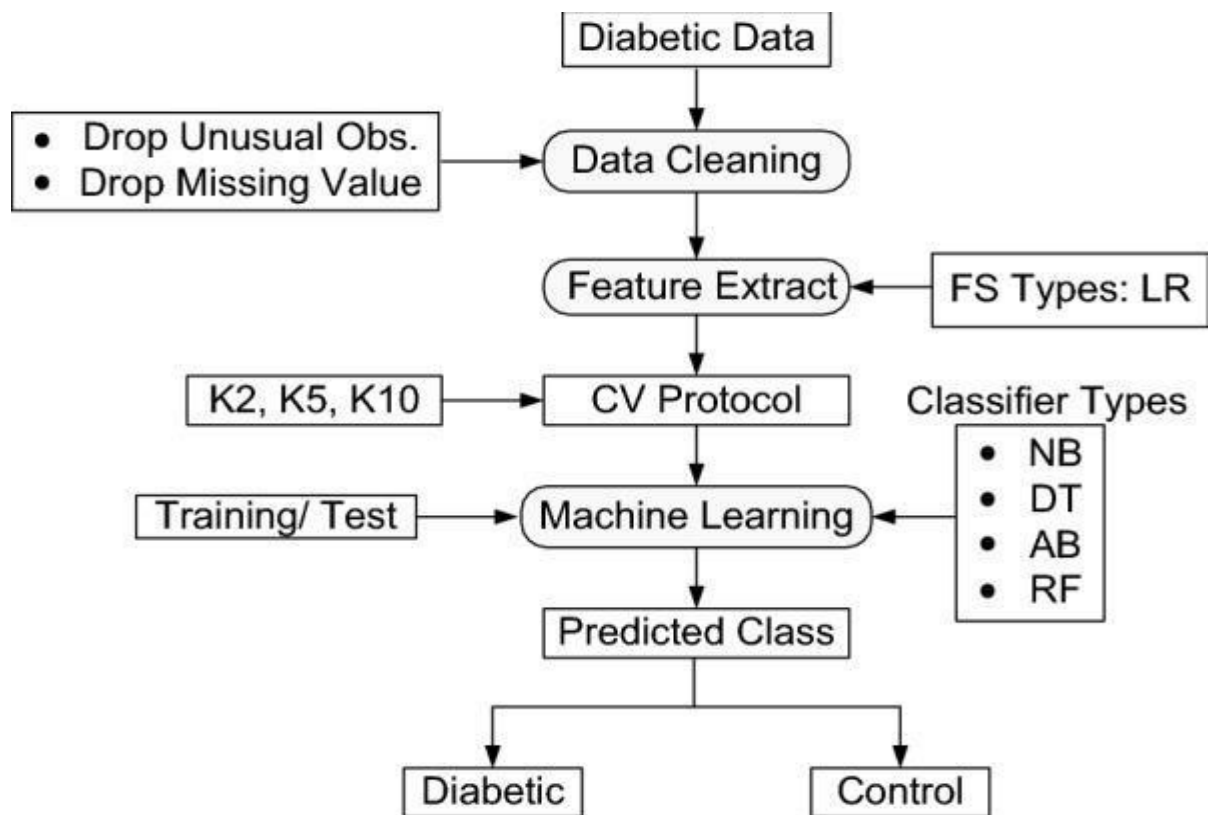 Diabetic Data
• Drop Unusual Obs.
• Drop Missing Value
Data Cleaning
Feature Extract
FS Types: LR
K2, K5, K10
CV Protocol
Classifier Types
• NB
• DT
• AB
• RF
Training/ Test
Machine Learning
Predicted Class
Diabetic
Control